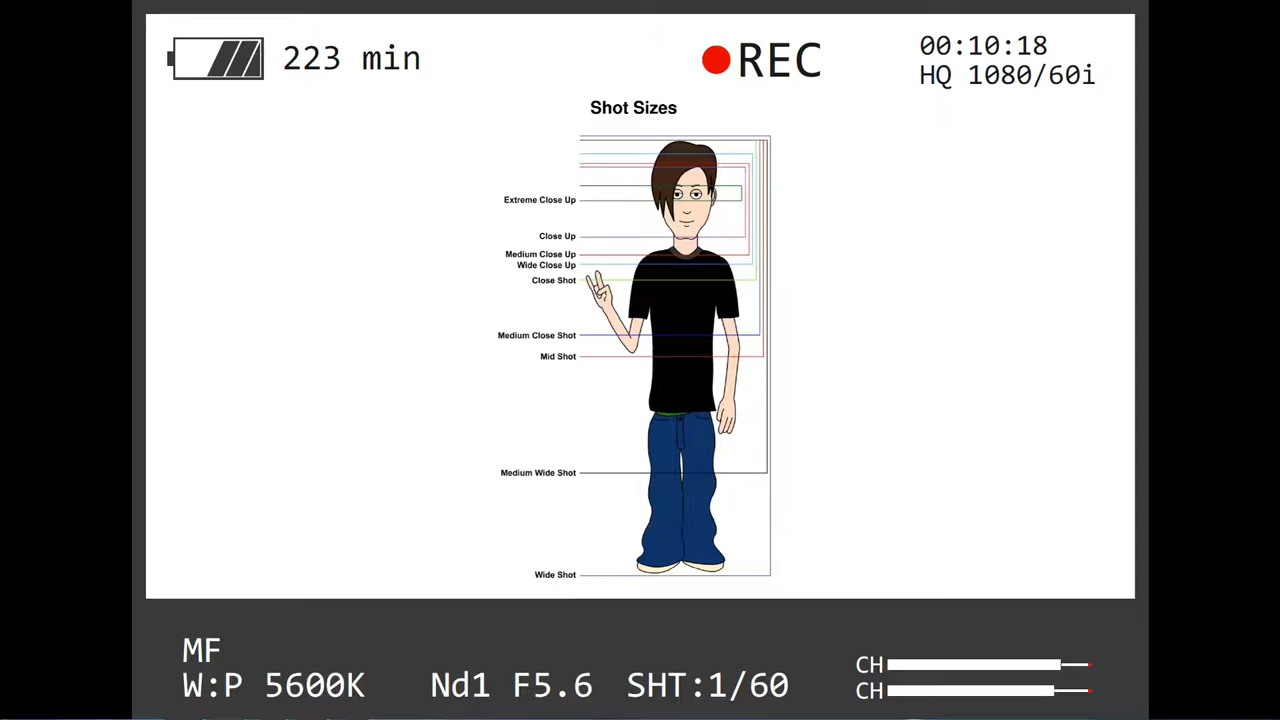 223 min
REC
00:10:18
HQ 1080/60i
Shot Sizes
Extreme Close Up
Close Up
Medium Close Up
Wide Close Up
Close Shot
Medium Close Shot
Mid Shot
Medium Wide Shot
Wide Shot
MF
W:P 5600K Nd1 F5.6 SHT:1/60
CH
CH